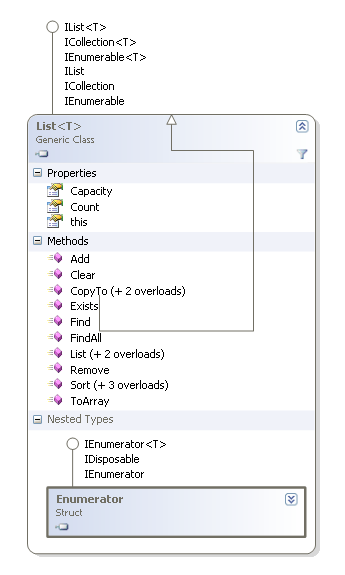 IList<T>
ICollection<T>
IEnumerable<T>
IList
ICollection
IEnumerable
List<T>
Generic Class
Properties
Capacity
Count
this
Methods
Add
Clear
CopyTo (+ 2 overloads)
Exists
Find
FindAll
List (+ 2 overloads)
Remove
Sort (+ 3 overloads)
ToArray
Nested Types
IEnumerator<T>
IDisposable
IEnumerator
Enumerator
Struct